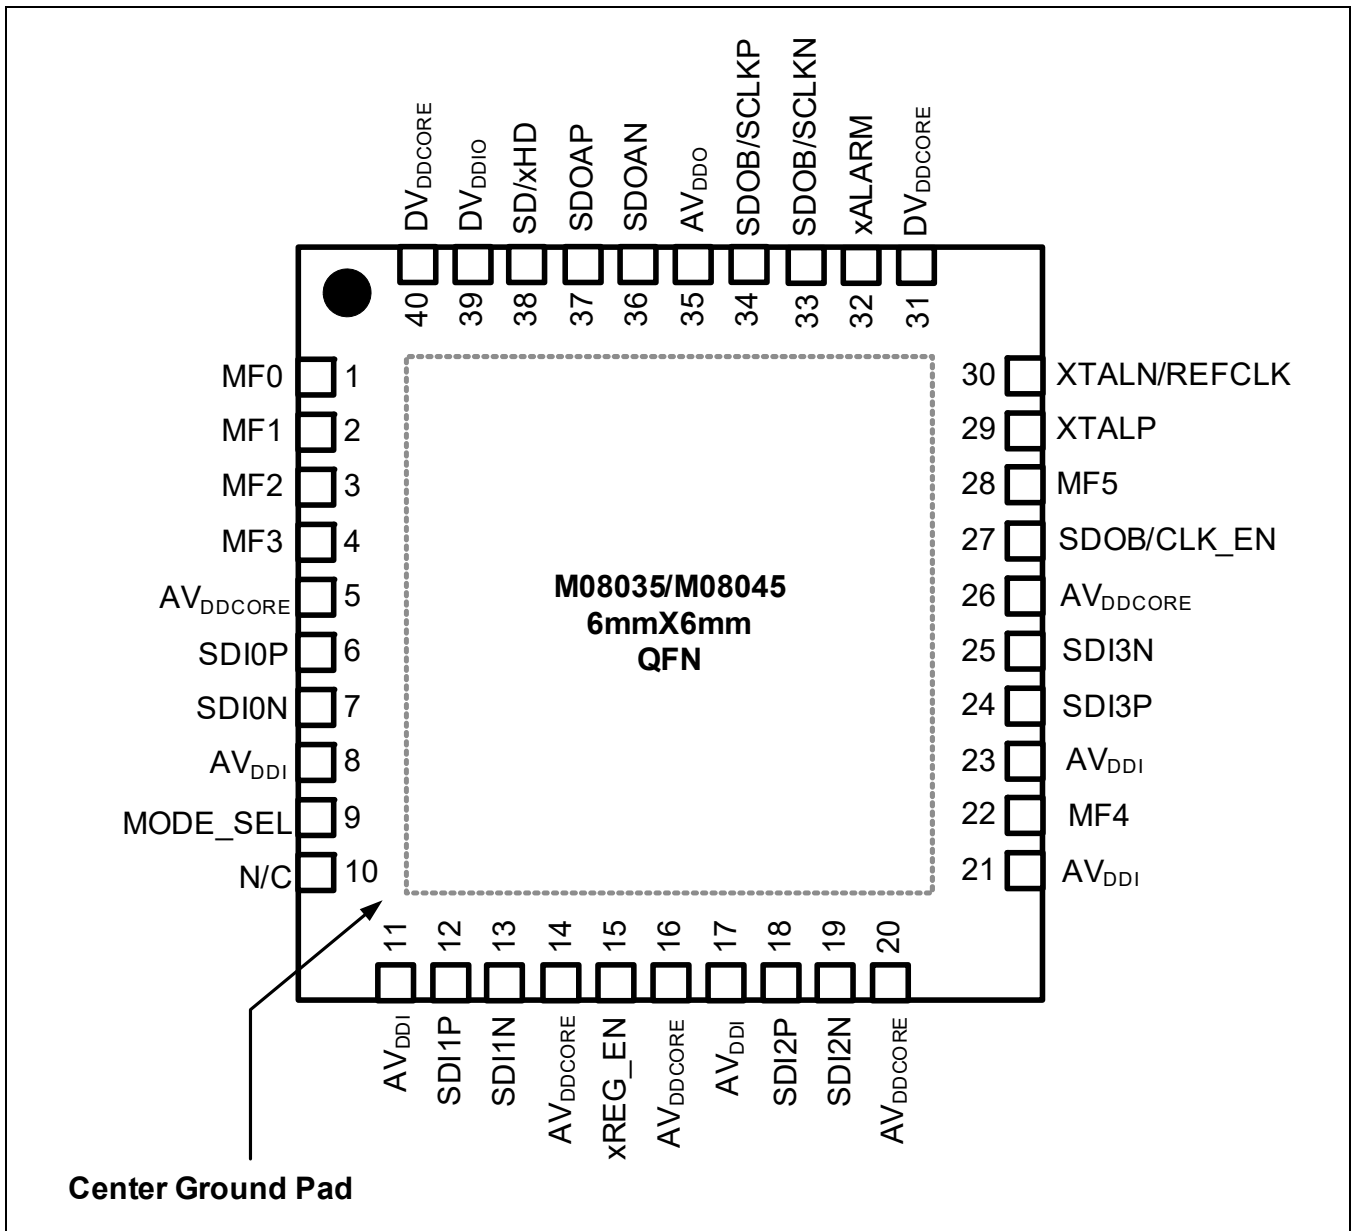 DVDDCORE
DVDDIO
SD/xHD
SDOAP
SDOAN
AVDDO
SDOB/SCLKP
SDOB/SCLKN
xALARM
DVDDCORE
40
39
38
37
36
35
34
33
32
31
MF0 1
MF1 2
MF2 3
MF3 4
AVDDCORE 5
SDI0P 6
SDI0N 7
AVDDI 8
MODE_SEL 9
N/C 10
M08035/M08045
6mmX6mm
QFN
30 XTALN/REFCLK
29 XTALP
28 MF5
27 SDOB/CLK_EN
26 AVDDCORE
25 SDI3N
24 SDI3P
23 AVDDI
22 MF4
21 AVDDI
11
12
13
14
15
16
17
18
19
20
AVDDI
SDI1P
SDI1N
AVDDCORE
xREG_EN
AVDDCORE
AVDDI
SDI2P
SDI2N
AVDDCORE
Center Ground Pad